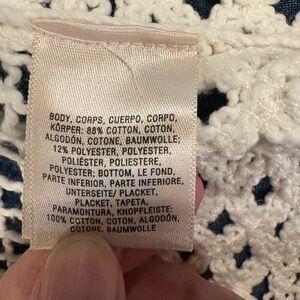 BODY, CORPS, CUERPO, CORPO,
KÖRPER: 88% COTTON, COTON,
ALGODÓN, COTONE, BAUMWOLLE;
12% POLYESTER, POLYESTER,
POLIÉSTER, POLIESTERE,
POLYESTER; BOTTOM, LE FOND,
PARTE INFERIOR, PARTE INFERIORE,
UNTERSEITE/ PLACKET,
PLACKET, TAPETA,
PARAMONTURA, KNOPFLEISTE:
100% COTTON, COTON, ALGODÓN,
COTONE, BAUMWOLLE